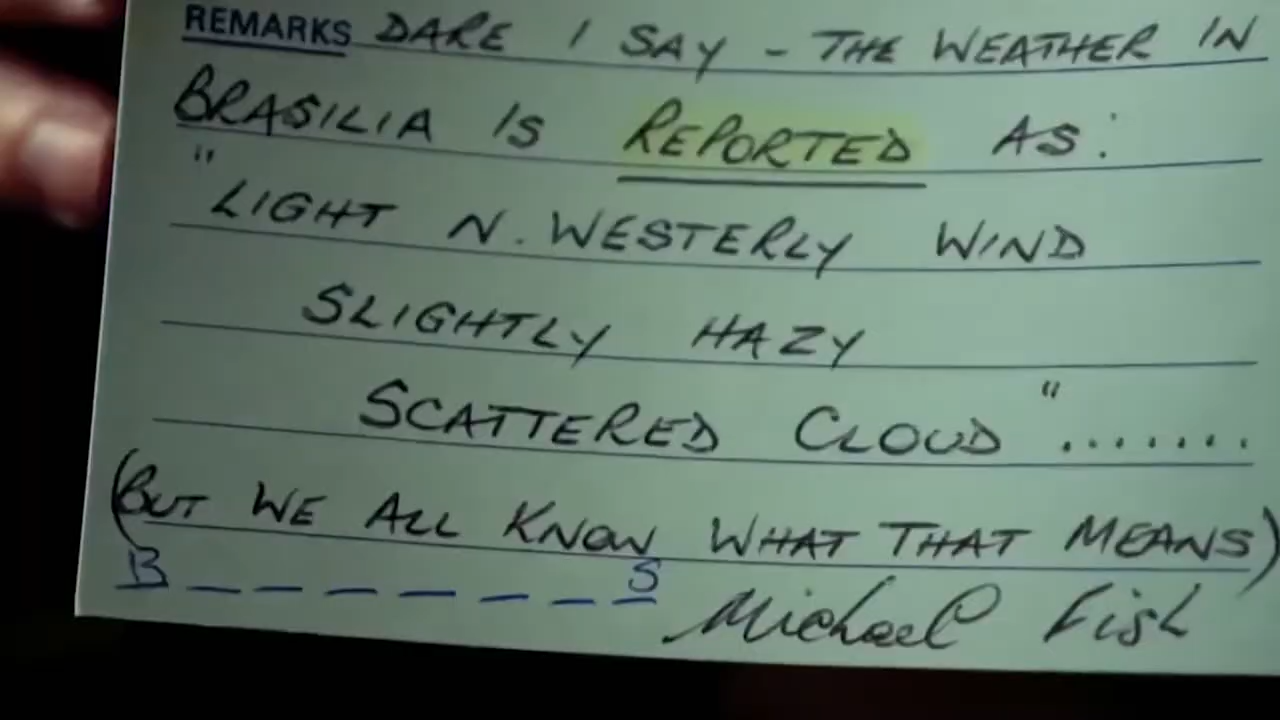 REMARKS DARE I SAY - THE WEATHER IN
BRASILIA IS REPORTED AS:
"LIGHT N. WESTERLY WIND
SLIGHTLY HAZY
SCATTERED CLOUD".......
(BUT WE ALL KNOW WHAT THAT MEANS)
B _ _ _ _ _ _ S Michael Fish